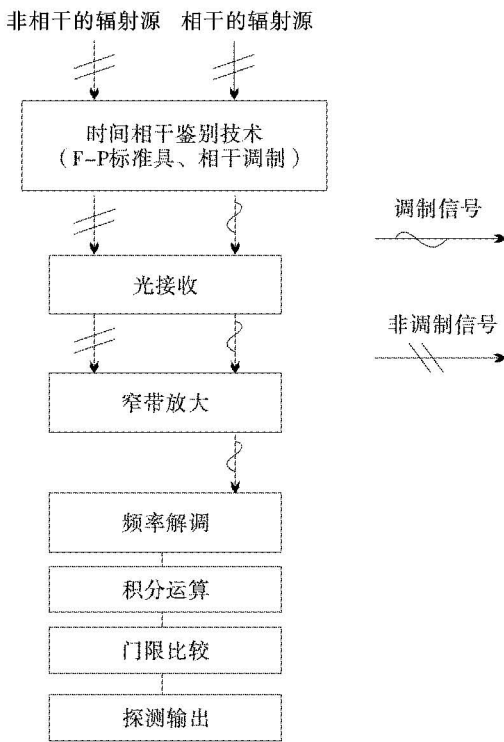 非相干的辐射源 相干的辐射源
时间相干鉴别技术
（F-P标准具、相干调制）
调制信号
光接收
非调制信号
窄带放大
频率解调
积分运算
门限比较
探测输出